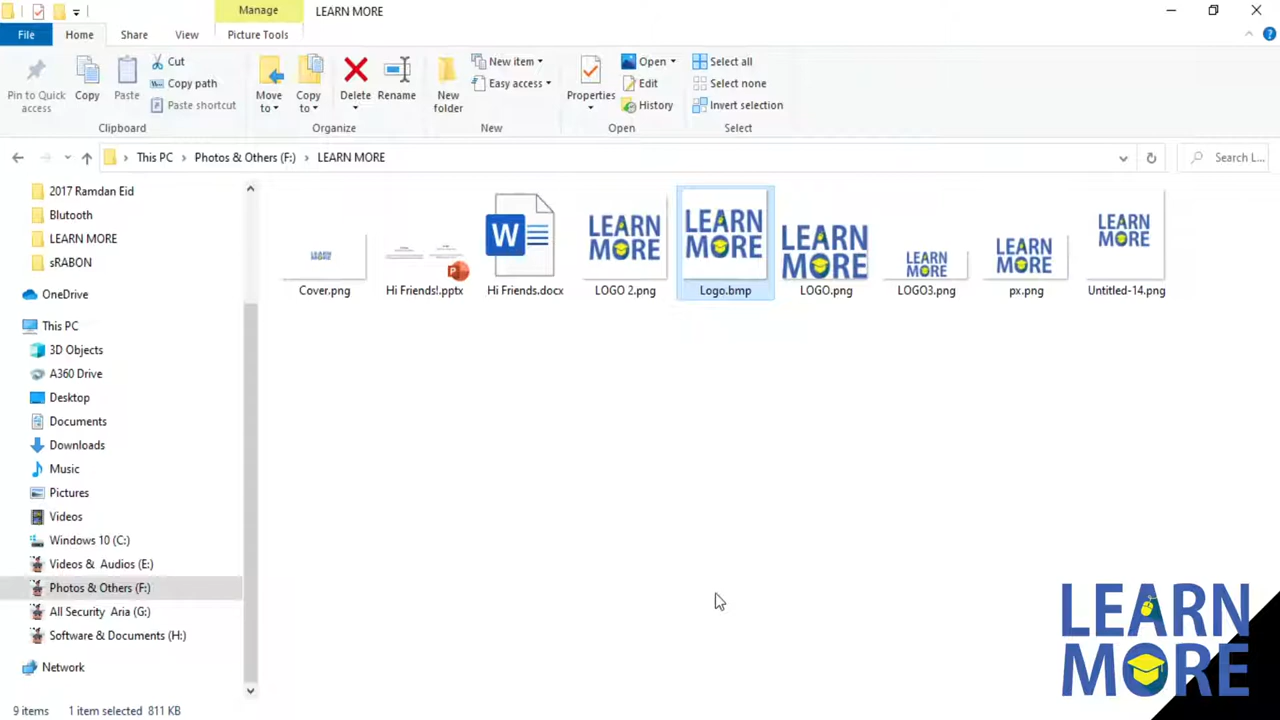 Manage
LEARN MORE
File
Home
Share
View
Picture Tools
Pin to Quick access
Copy
Paste
Cut
Copy path
Paste shortcut
Clipboard
Move to
Copy to
Delete
Rename
Organize
New folder
New item
Easy access
New
Properties
Open
Edit
History
Open
Select all
Select none
Invert selection
Select
This PC
Photos & Others (F:)
LEARN MORE
Search L...
2017 Ramdan Eid
Blutooth
LEARN MORE
sRABON
OneDrive
This PC
3D Objects
A360 Drive
Desktop
Documents
Downloads
Music
Pictures
Videos
Windows 10 (C:)
Videos & Audios (E:)
Photos & Others (F:)
All Security Aria (G:)
Software & Documents (H:)
Network
LEARN
MORE
LEARN
MORE
LEARN
MORE
LEARN
MORE
LEARN
MORE
LEARN
MORE
LEARN
MORE
Cover.png
Hi Friends!.pptx
Hi Friends.docx
LOGO 2.png
Logo.bmp
LOGO.png
LOGO3.png
px.png
Untitled-14.png
LEARN
MORE
9 items
1 item selected 811 KB